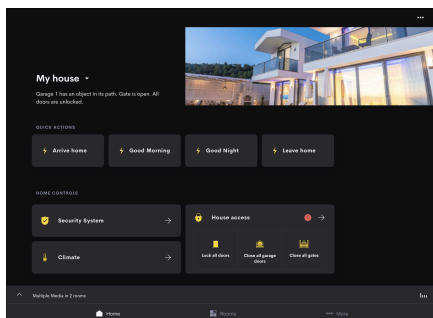 My house
Garage 1 has an object in its path. Gate is open. All
doors are unlocked.
QUICK ACTIONS
Arrive home
Good Morning
Good Night
Leave home
HOME CONTROLS
Security System
House access
Lock all doors
Close all garage
doors
Close all gates
Climate
Multiple Media in 2 rooms
Home
Rooms
More